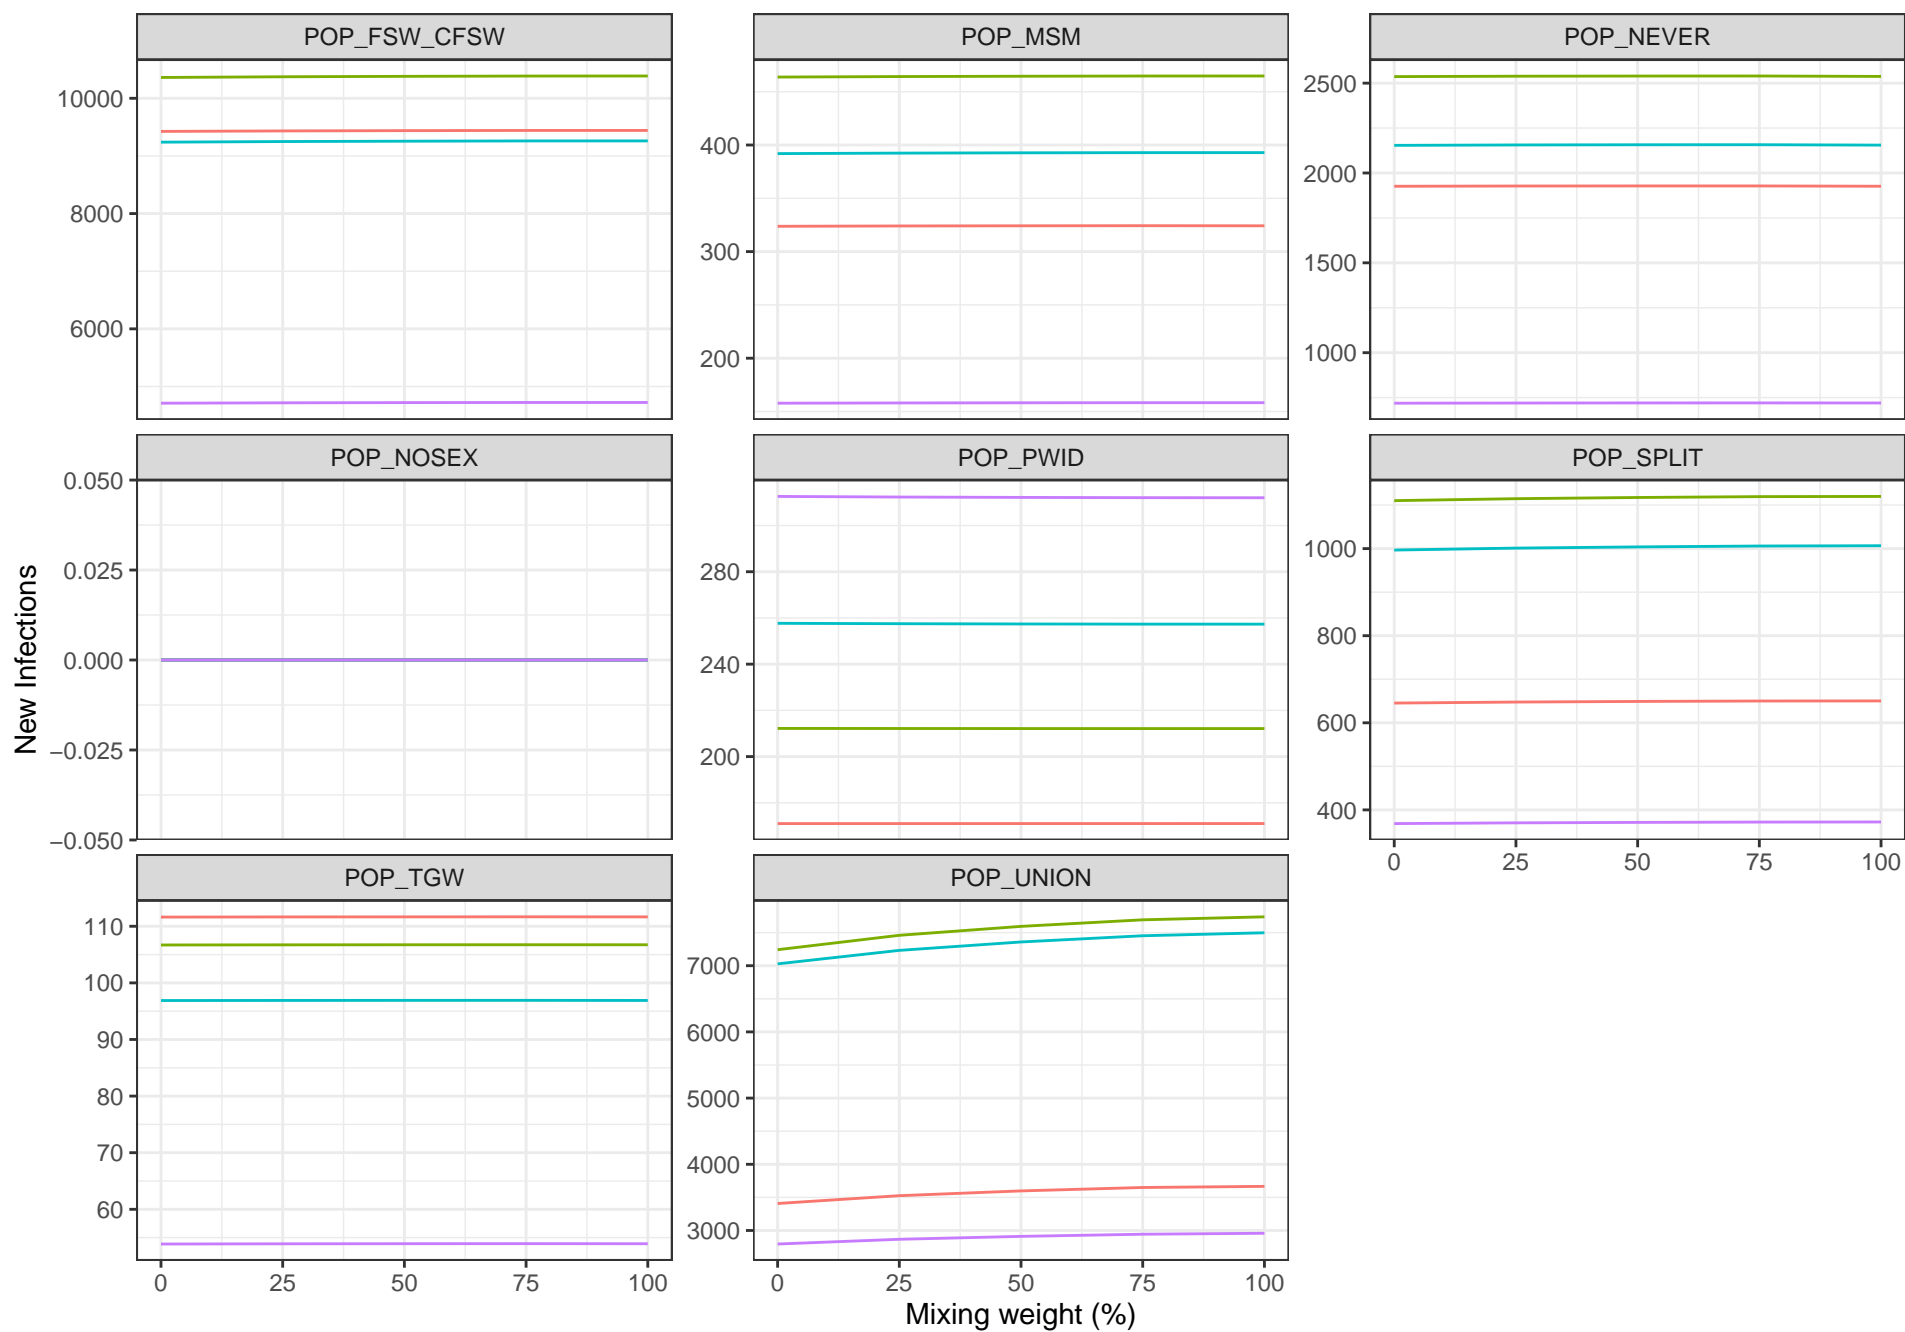 POP_FSW_CFSW
POP_MSM
POP_NEVER
10000
8000
6000
400
300
200
2500
2000
1500
1000
POP_NOSEX
POP_PWID
POP_SPLIT
0.050
0.025
0.000
−0.025
−0.050
280
240
200
1000
800
600
400
0 25 50 75 100
POP_TGW
POP_UNION
110
100
90
80
70
60
7000
6000
5000
4000
3000
0 25 50 75 100
0 25 50 75 100
Mixing weight (%)
New Infections